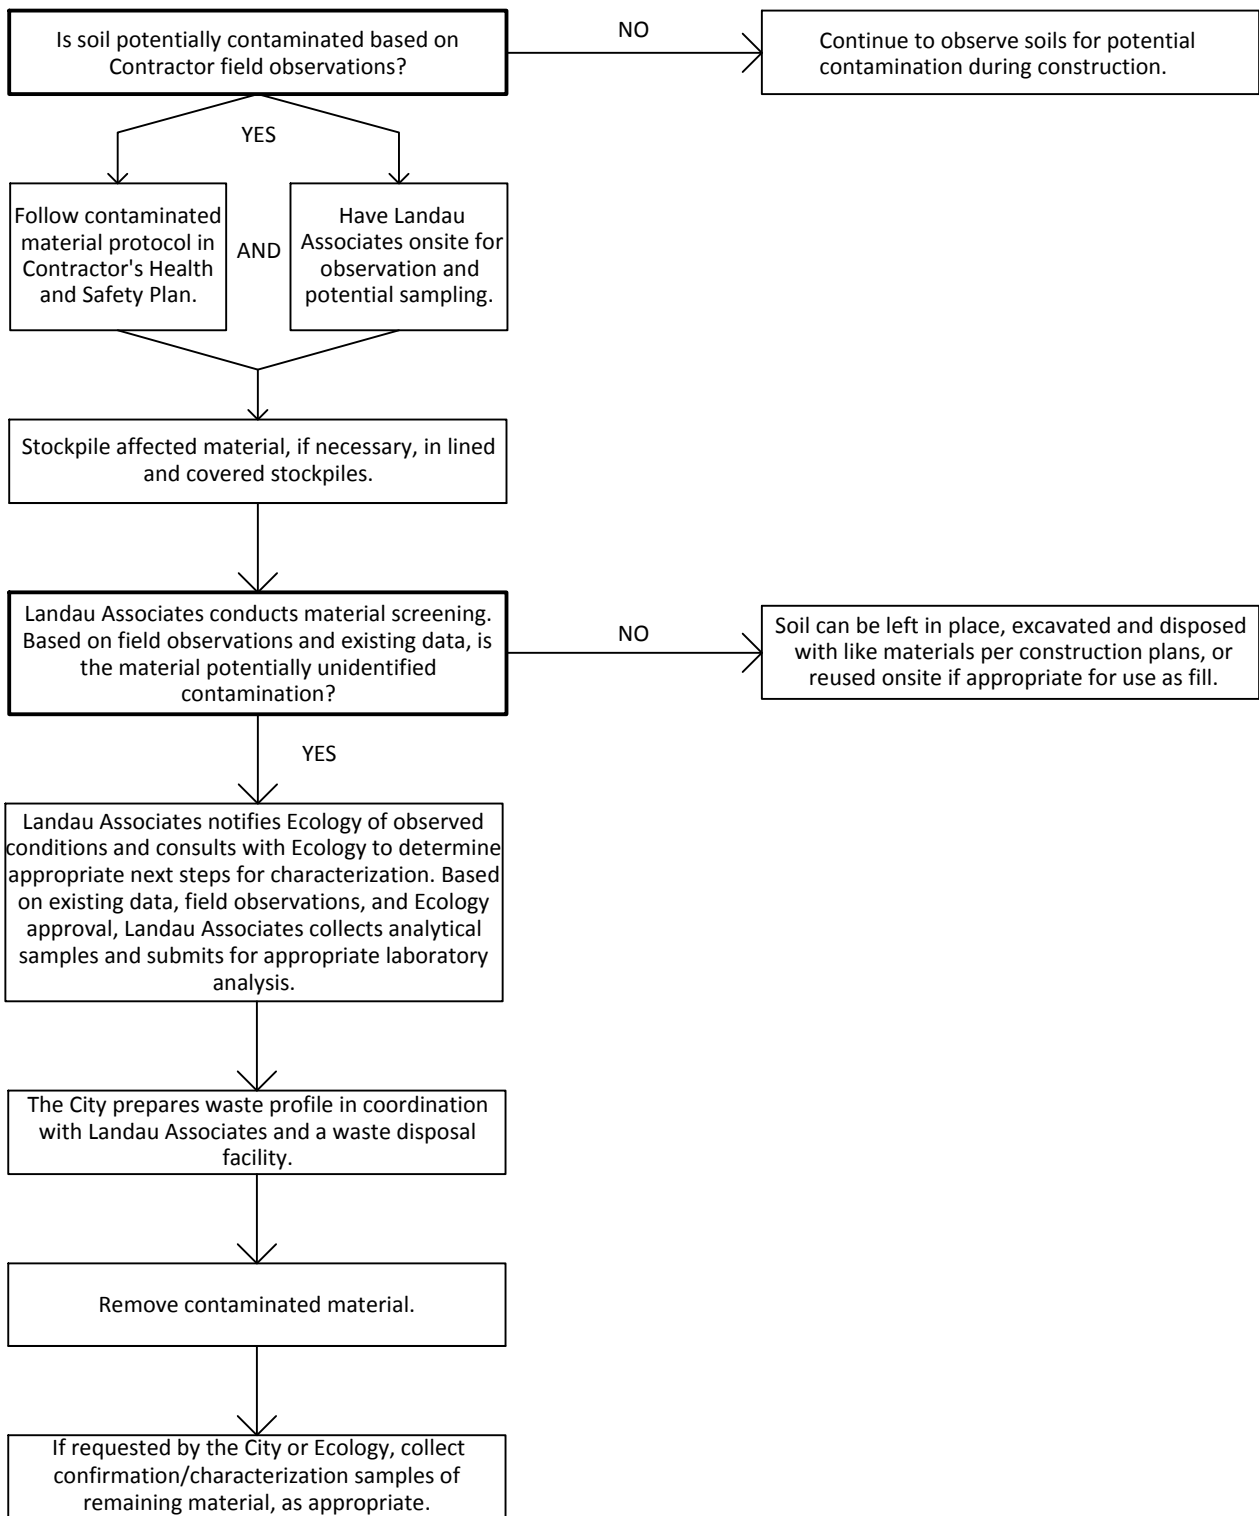 Is soil potentially contaminated based on
Contractor field observations?
NO
Continue to observe soils for potential
contamination during construction.
YES
Follow contaminated
material protocol in
Contractor's Health
and Safety Plan.
AND
Have Landau
Associates onsite for
observation and
potential sampling.
Stockpile affected material, if necessary, in lined
and covered stockpiles.
Landau Associates conducts material screening.
Based on field observations and existing data, is
the material potentially unidentified
contamination?
NO
Soil can be left in place, excavated and disposed
with like materials per construction plans, or
reused onsite if appropriate for use as fill.
YES
Landau Associates notifies Ecology of observed
conditions and consults with Ecology to determine
appropriate next steps for characterization. Based
on existing data, field observations, and Ecology
approval, Landau Associates collects analytical
samples and submits for appropriate laboratory
analysis.
The City prepares waste profile in coordination
with Landau Associates and a waste disposal
facility.
Remove contaminated material.
If requested by the City or Ecology, collect
confirmation/characterization samples of
remaining material, as appropriate.